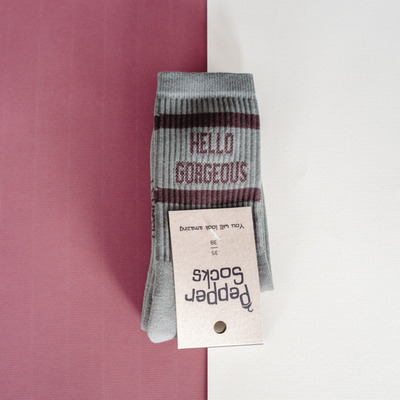 HELLO
GORGEOUS
Pepper
Socks
35
38
You will look amazing